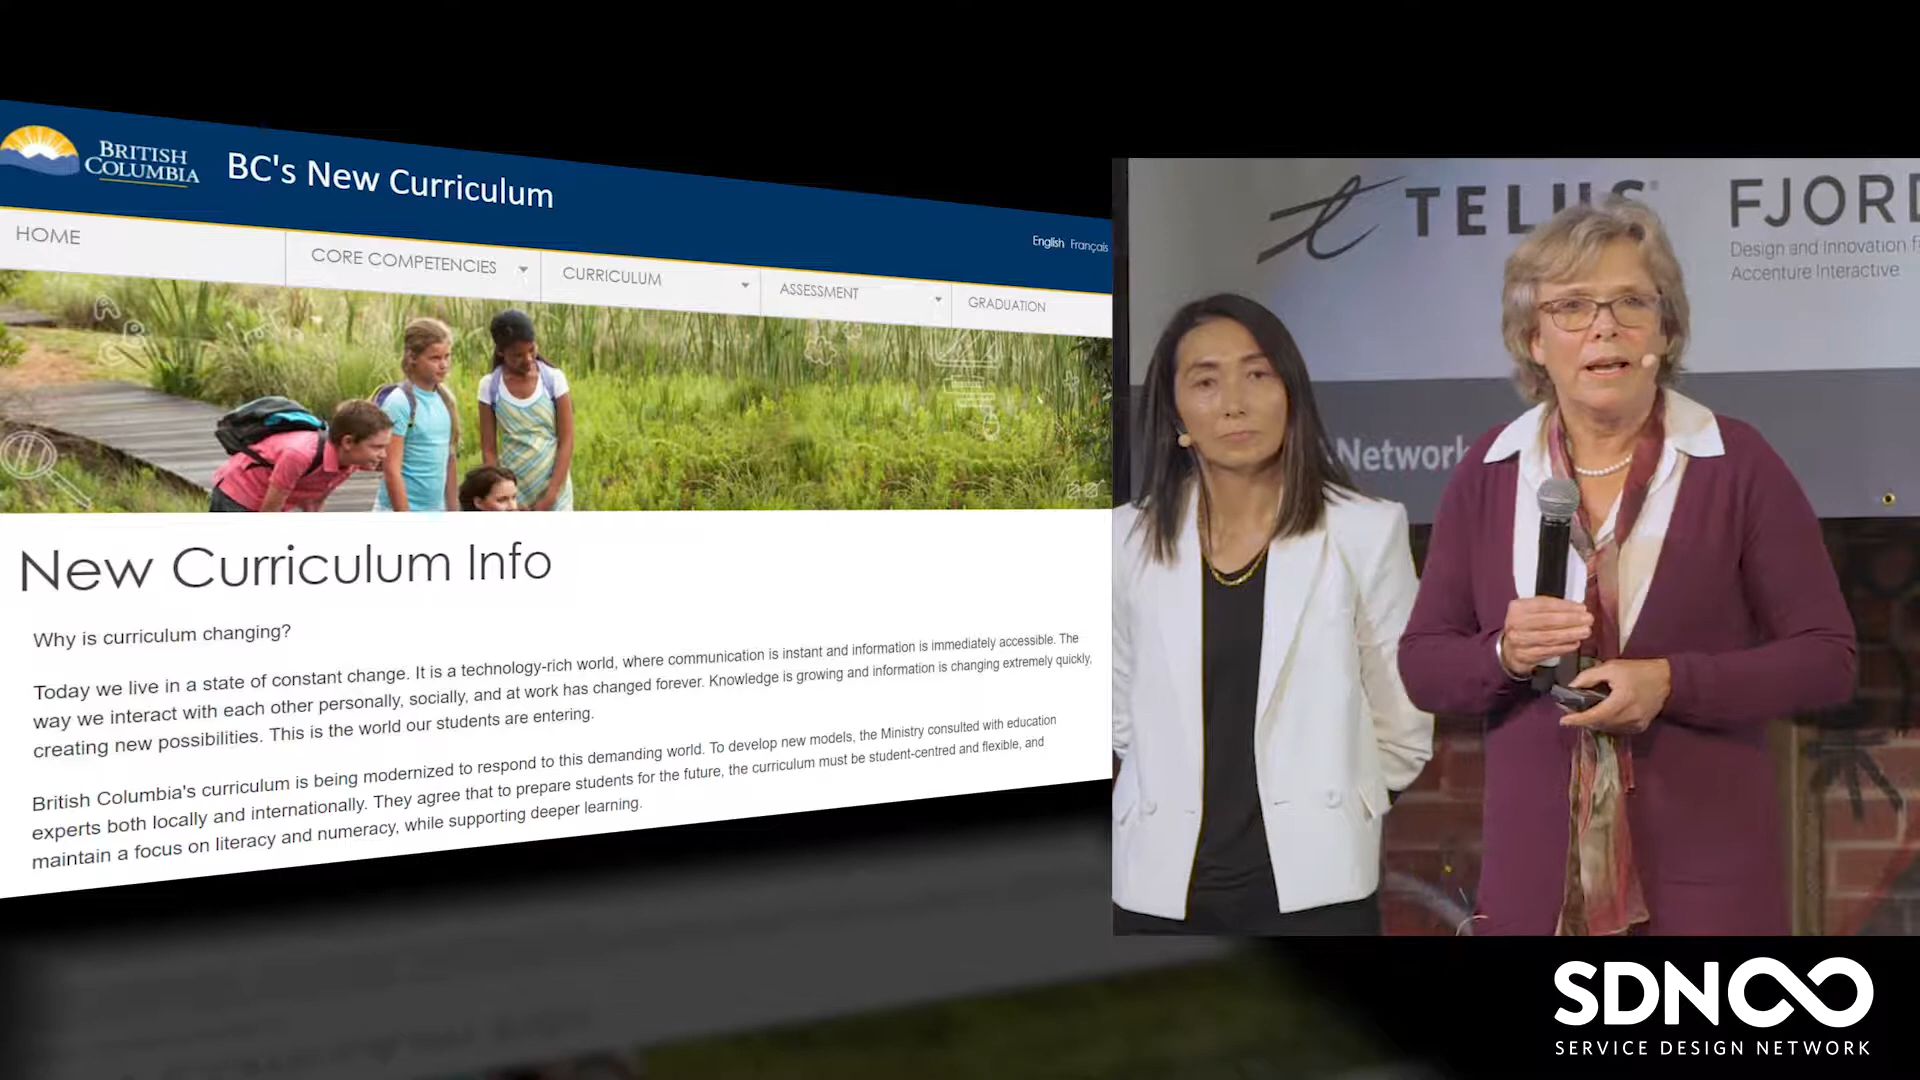 BRITISH
COLUMBIA
BC's New Curriculum
English Français
HOME
CORE COMPETENCIES
CURRICULUM
ASSESSMENT
GRADUATION
New Curriculum Info
Why is curriculum changing?
Today we live in a state of constant change. It is a technology-rich world, where communication is instant and information is immediately accessible. The
way we interact with each other personally, socially, and at work has changed forever. Knowledge is growing and information is changing extremely quickly,
creating new possibilities. This is the world our students are entering.
British Columbia's curriculum is being modernized to respond to this demanding world. To develop new models, the Ministry consulted with education
experts both locally and internationally. They agree that to prepare students for the future, the curriculum must be student-centred and flexible, and
maintain a focus on literacy and numeracy, while supporting deeper learning.
TELUS
FJORD
Design and Innovation f
Accenture Interactive
Network
SDN
SERVICE DESIGN NETWORK